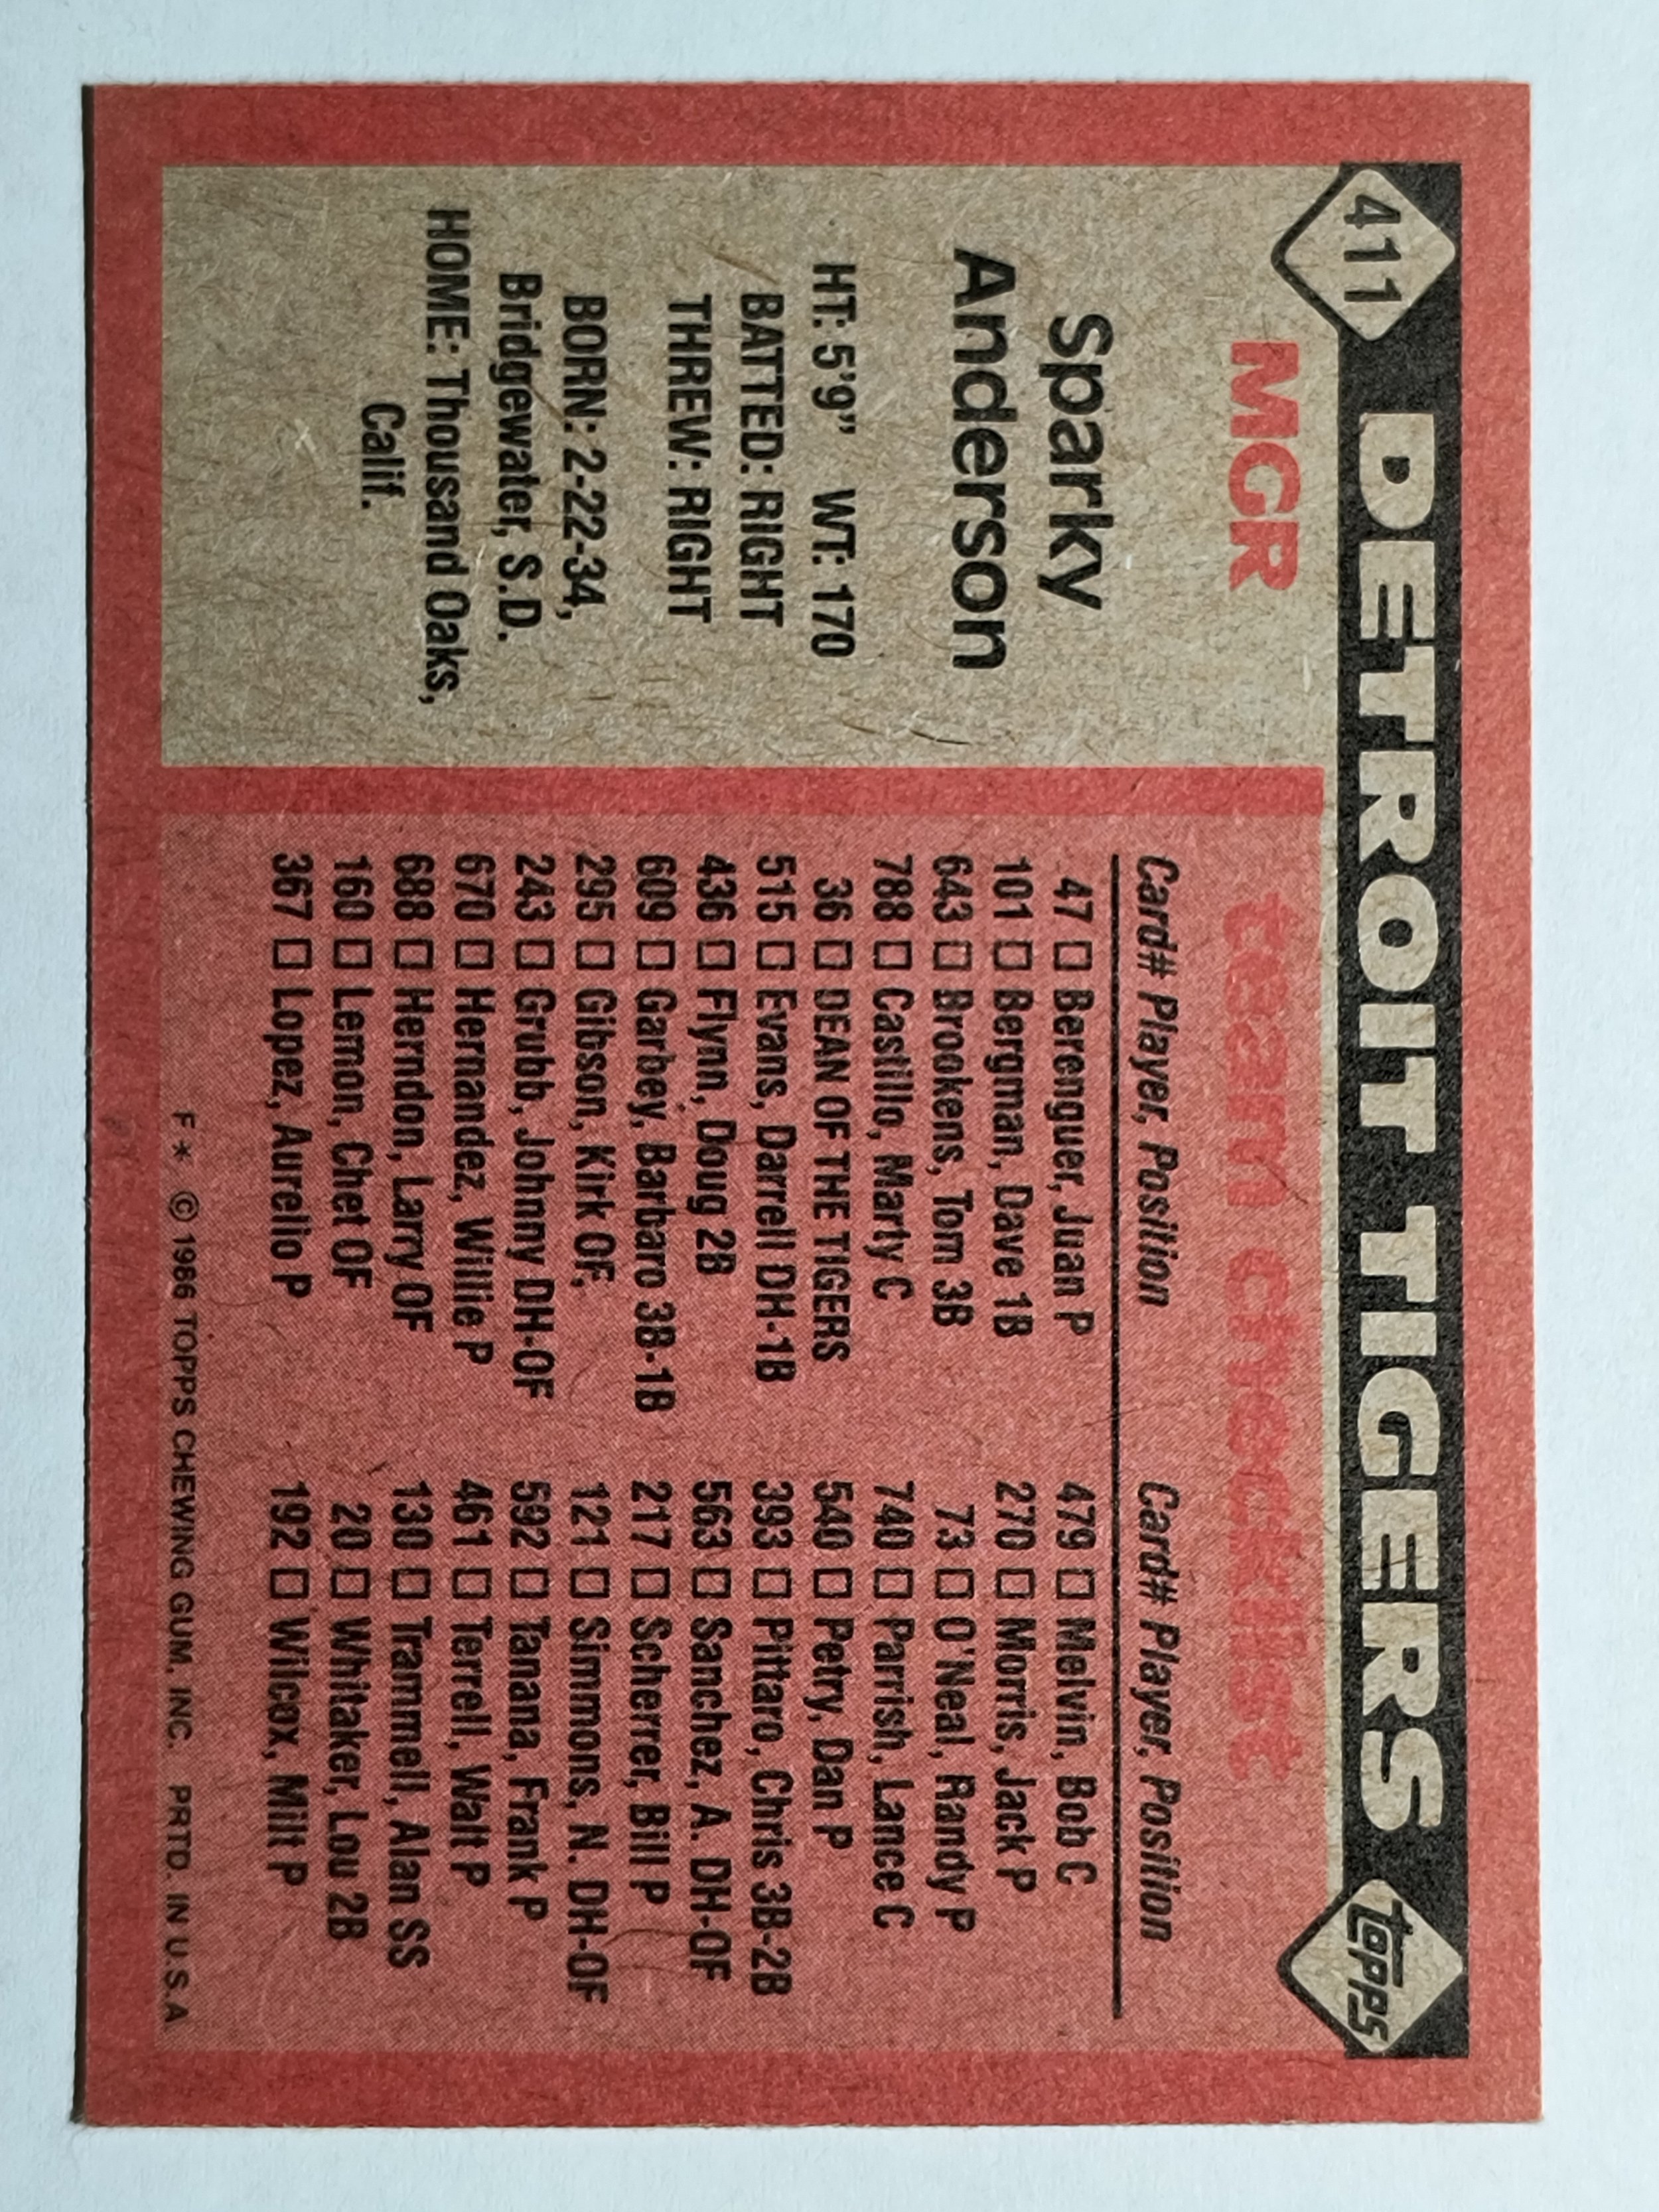 411 DETROIT TIGERS topps
MGR
Sparky
Anderson
HT: 5'9" WT: 170
BATTED: RIGHT
THREW: RIGHT
BORN: 2-22-34,
Bridgewater, S.D.
HOME: Thousand Oaks,
Calif.
team checklist
Card# Player, Position
47 □ Berenguer, Juan P
101 □ Bergman, Dave 1B
643 □ Brookens, Tom 3B
788 □ Castillo, Marty C
36 □ DEAN OF THE TIGERS
515 □ Evans, Darrell DH-1B
436 □ Flynn, Doug 2B
609 □ Garbey, Barbaro 3B-1B
295 □ Gibson, Kirk OF
243 □ Grubb, Johnny DH-OF
670 □ Hernandez, Willie P
688 □ Herndon, Larry OF
160 □ Lemon, Chet OF
367 □ Lopez, Aurelio P
Card# Player, Position
479 □ Melvin, Bob C
270 □ Morris, Jack P
73 □ O'Neal, Randy P
740 □ Parrish, Lance C
540 □ Petry, Dan P
393 □ Pittaro, Chris 3B-2B
563 □ Sanchez, A. DH-OF
217 □ Scherrer, Bill P
121 □ Simmons, N. DH-OF
592 □ Tanana, Frank P
461 □ Terrell, Walt P
130 □ Trammell, Alan SS
20 □ Whitaker, Lou 2B
192 □ Wilcox, Milt P
F* © 1986 TOPPS CHEWING GUM, INC. PRTD. IN U.S.A